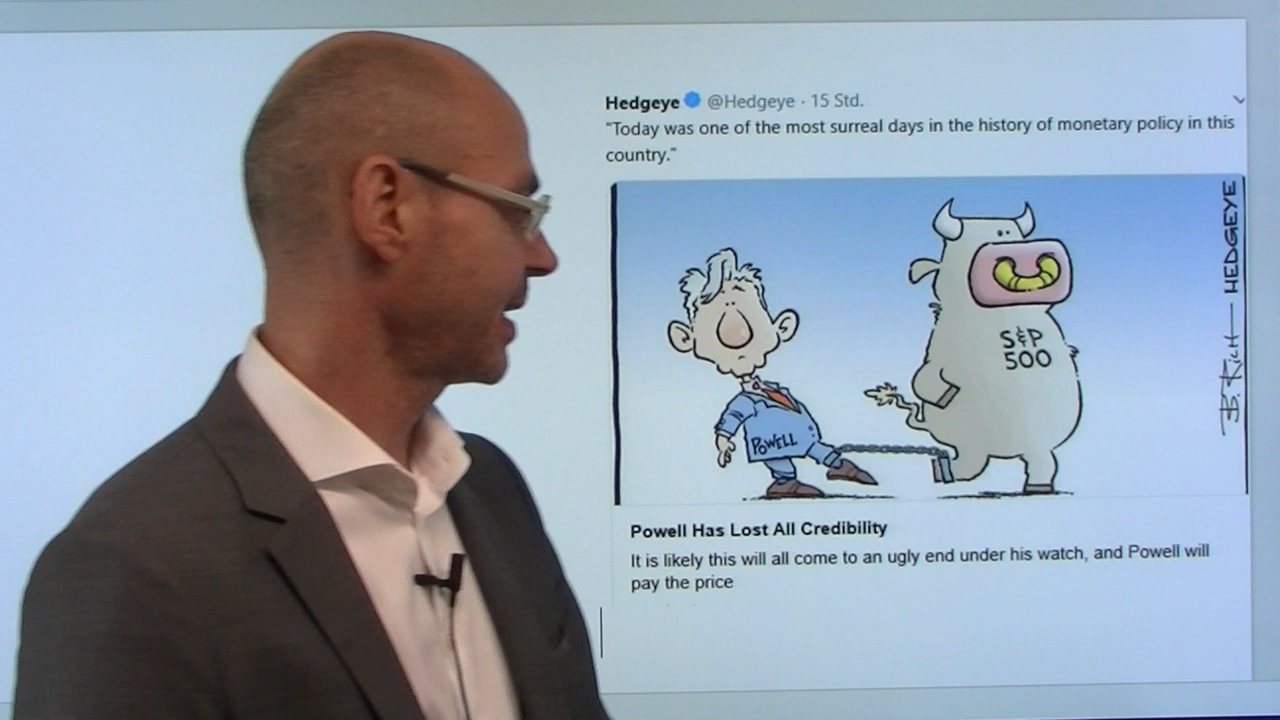 Hedgeye @Hedgeye · 15 Std.
"Today was one of the most surreal days in the history of monetary policy in this
country."
POWELL
S&P
500
B. RICH — HEDGEYE
Powell Has Lost All Credibility
It is likely this will all come to an ugly end under his watch, and Powell will
pay the price